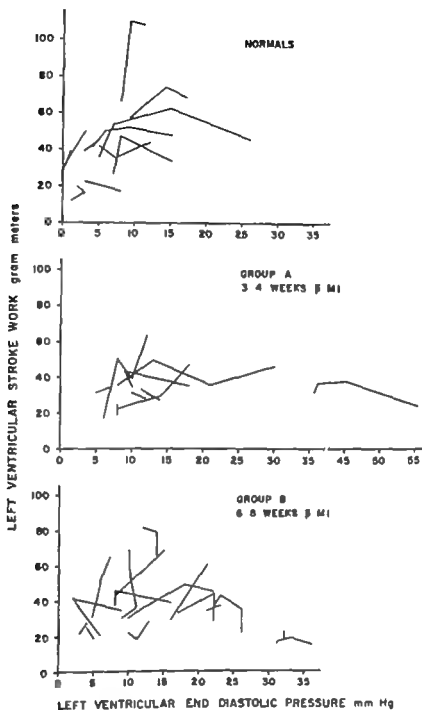 LEFT VENTRICULAR STROKE WORK gram meters
NORMALS
100
80
60
40
20
0
0 5 10 15 20 25 30 35
GROUP A
3 4 WEEKS p̄ MI
100
80
60
40
20
0
0 5 10 15 20 25 30 35 45 55
GROUP B
6 8 WEEKS p̄ MI
100
80
60
40
20
0
0 5 10 15 20 25 30 35
LEFT VENTRICULAR END DIASTOLIC PRESSURE mm Hg